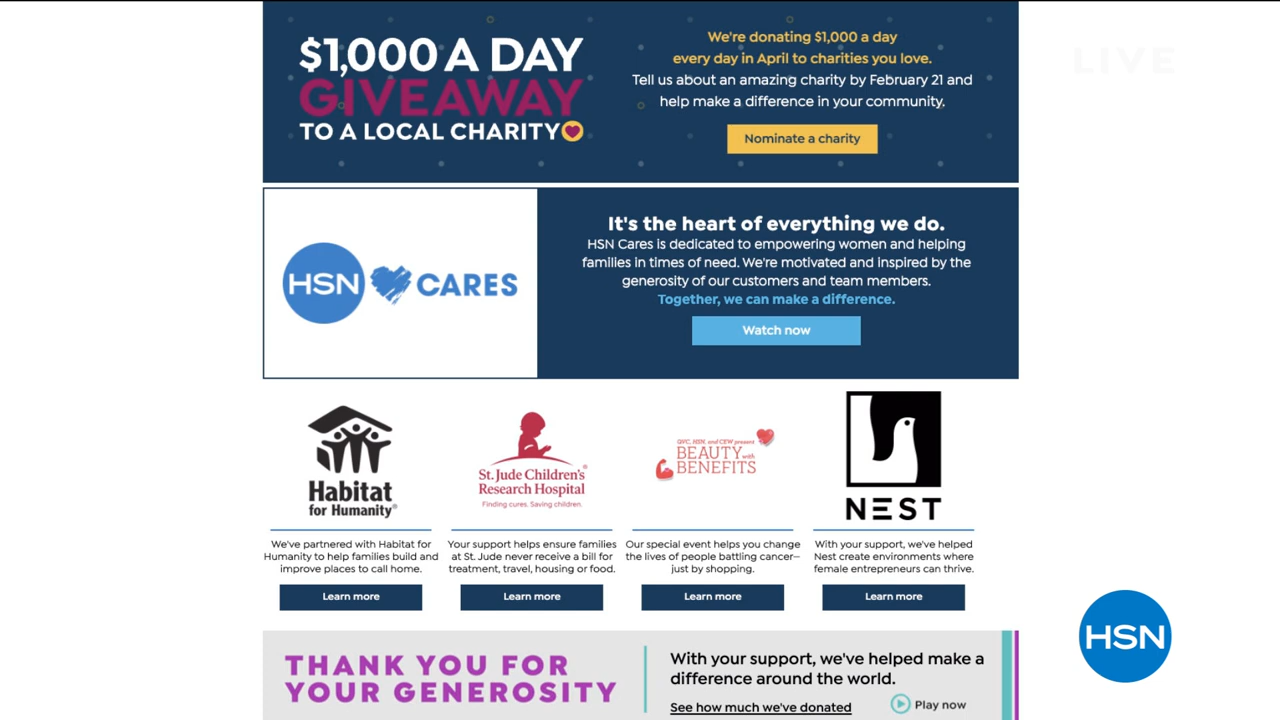 $1,000 A DAY
GIVEAWAY
TO A LOCAL CHARITY
We're donating $1,000 a day
every day in April to charities you love.
Tell us about an amazing charity by February 21 and
help make a difference in your community.
Nominate a charity
LIVE
HSN CARES
It's the heart of everything we do.
HSN Cares is dedicated to empowering women and helping
families in times of need. We're motivated and inspired by the
generosity of our customers and team members.
Together, we can make a difference.
Watch now
Habitat
for Humanity®
We've partnered with Habitat for
Humanity to help families build and
improve places to call home.
Learn more
St. Jude Children's
Research Hospital
Finding cures. Saving children.
Your support helps ensure families
at St. Jude never receive a bill for
treatment, travel, housing or food.
Learn more
QVC, HSN, and CEW present
BEAUTY with
BENEFITS
Our special event helps you change
the lives of people battling cancer—
just by shopping.
Learn more
NEST
With your support, we've helped
Nest create environments where
female entrepreneurs can thrive.
Learn more
THANK YOU FOR
YOUR GENEROSITY
With your support, we've helped make a
difference around the world.
See how much we've donated
Play now
HSN